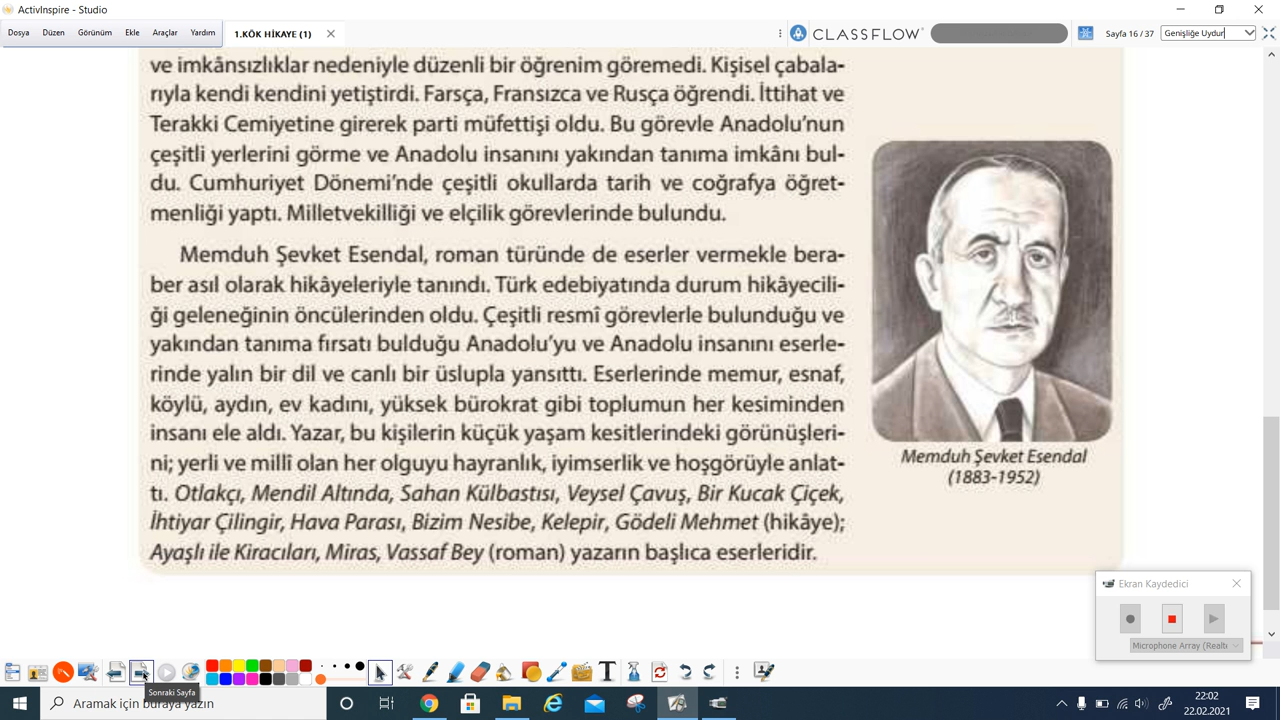 ActivInspire - Studio
Dosya Düzen Görünüm Ekle Araçlar Yardım
1.KÖK HİKAYE (1)
CLASSFLOW
Sayfa 16 / 37
Genişliğe Uydur
ve imkânsızlıklar nedeniyle düzenli bir öğrenim göremedi. Kişisel çabala-
rıyla kendi kendini yetiştirdi. Farsça, Fransızca ve Rusça öğrendi. İttihat ve
Terakki Cemiyetine girerek parti müfettişi oldu. Bu görevle Anadolu’nun
çeşitli yerlerini görme ve Anadolu insanını yakından tanıma imkânı bul-
du. Cumhuriyet Dönemi’nde çeşitli okullarda tarih ve coğrafya öğret-
menliği yaptı. Milletvekilliği ve elçilik görevlerinde bulundu.
Memduh Şevket Esendal, roman türünde de eserler vermekle bera-
ber asıl olarak hikâyeleriyle tanındı. Türk edebiyatında durum hikâyecili-
ği geleneğinin öncülerinden oldu. Çeşitli resmî görevlerle bulunduğu ve
yakından tanıma fırsatı bulduğu Anadolu’yu ve Anadolu insanını eserle-
rinde yalın bir dil ve canlı bir üslupla yansıttı. Eserlerinde memur, esnaf,
köylü, aydın, ev kadını, yüksek bürokrat gibi toplumun her kesiminden
insanı ele aldı. Yazar, bu kişilerin küçük yaşam kesitlerindeki görünüşleri-
ni; yerli ve millî olan her olguyu hayranlık, iyimserlik ve hoşgörüyle anlat-
tı. Otlakçı, Mendil Altında, Sahan Külbastısı, Veysel Çavuş, Bir Kucak Çiçek,
İhtiyar Çilingir, Hava Parası, Bizim Nesibe, Kelepir, Gödeli Mehmet (hikâye);
Ayaşlı ile Kiracıları, Miras, Vassaf Bey (roman) yazarın başlıca eserleridir.
Memduh Şevket Esendal
(1883-1952)
Ekran Kaydedici
Microphone Array (Realt
Sonraki Sayfa
Aramak için buraya yazın
22:02
22.02.2021